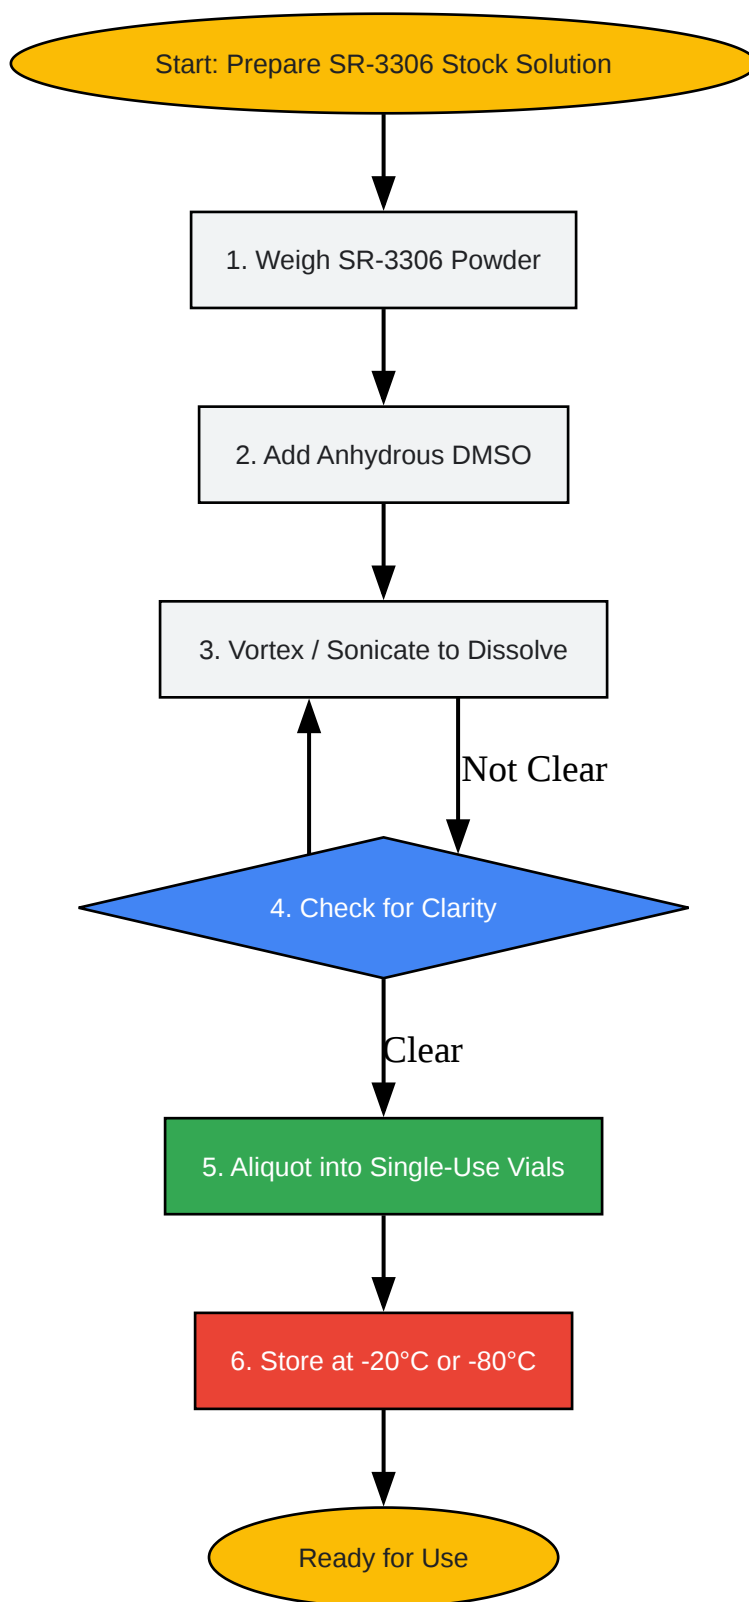 Start: Prepare SR-3306 Stock Solution
1. Weigh SR-3306 Powder
2. Add Anhydrous DMSO
3. Vortex / Sonicate to Dissolve
Not Clear
4. Check for Clarity
Clear
5. Aliquot into Single-Use Vials
6. Store at -20°C or -80°C
Ready for Use